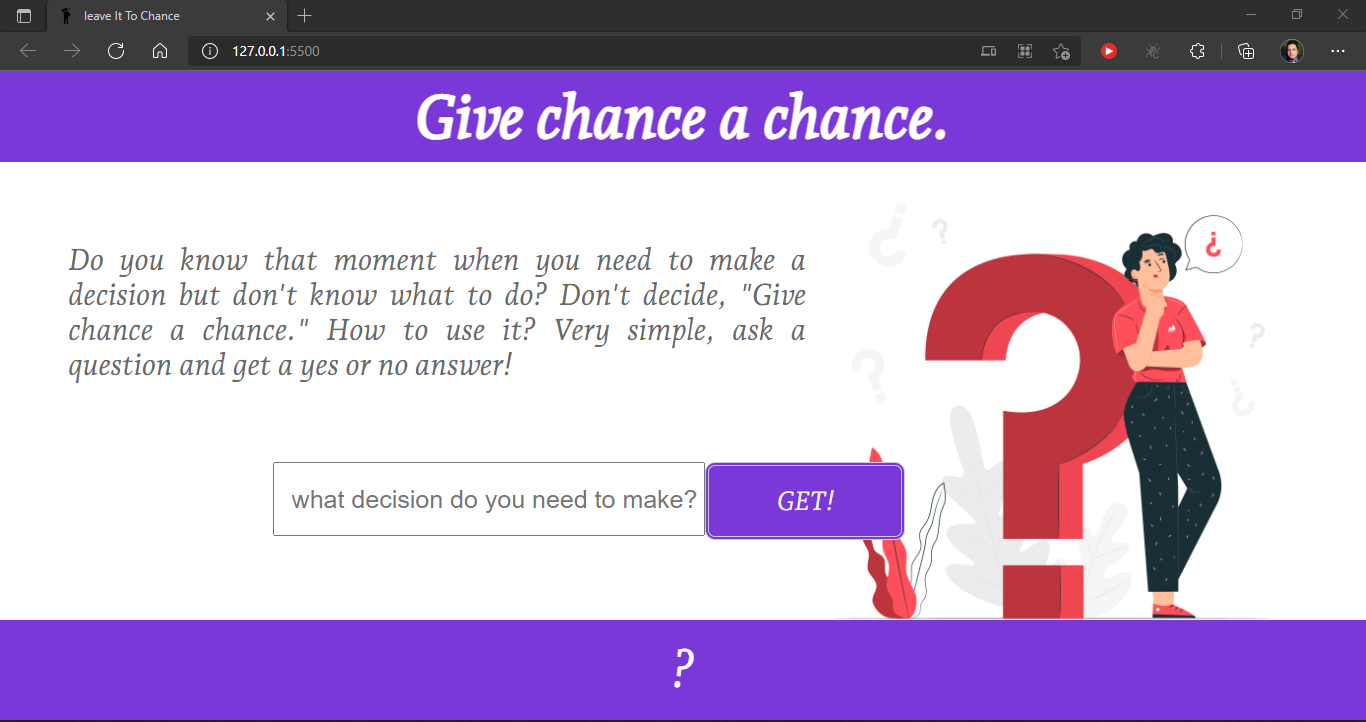 leave It To Chance
127.0.0.1:5500
Give chance a chance.
Do you know that moment when you need to make a
decision but don't know what to do? Don't decide, "Give
chance a chance." How to use it? Very simple, ask a
question and get a yes or no answer!
¿
?
¿
?
?
¿
what decision do you need to make?
GET!
?